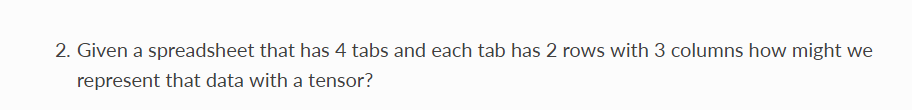 2. Given a spreadsheet that has 4 tabs and each tab has 2 rows with 3 columns how might we
represent that data with a tensor?